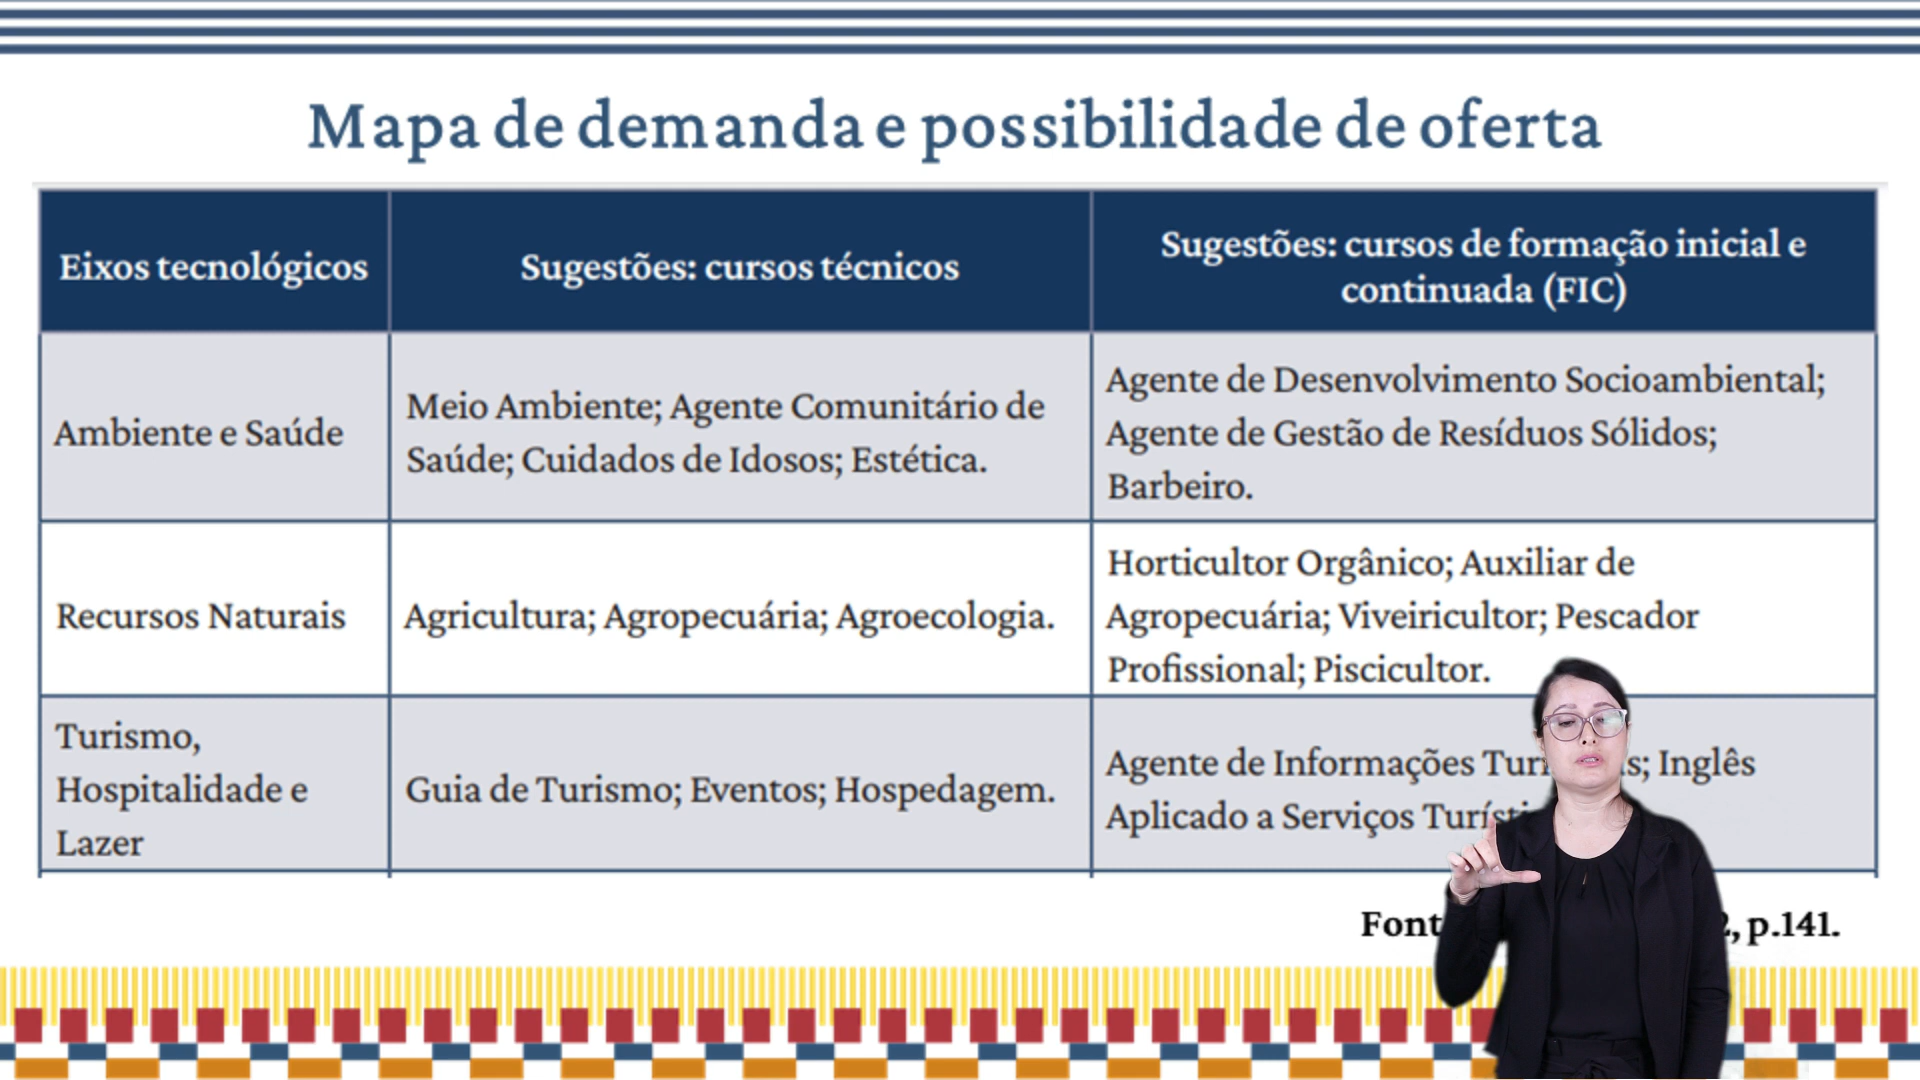 Mapa de demanda e possibilidade de oferta
Eixos tecnológicos
Sugestões: cursos técnicos
Sugestões: cursos de formação inicial e
continuada (FIC)
Ambiente e Saúde
Meio Ambiente; Agente Comunitário de
Saúde; Cuidados de Idosos; Estética.
Agente de Desenvolvimento Socioambiental;
Agente de Gestão de Resíduos Sólidos;
Barbeiro.
Recursos Naturais
Agricultura; Agropecuária; Agroecologia.
Horticultor Orgânico; Auxiliar de
Agropecuária; Viveiricultor; Pescador
Profissional; Piscicultor.
Turismo,
Hospitalidade e
Lazer
Guia de Turismo; Eventos; Hospedagem.
Agente de Informações Inglês
Aplicado a Serviços
p.141.